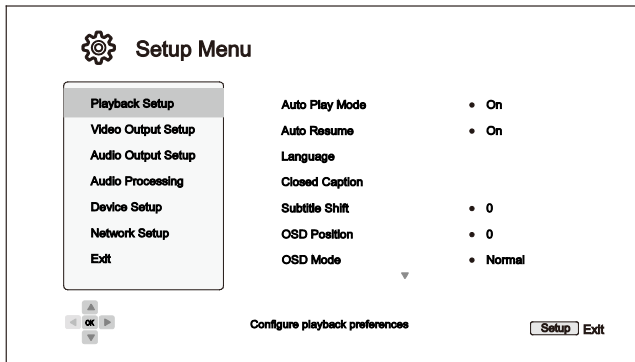 Setup Menu
Playback Setup
Video Output Setup
Audio Output Setup
Audio Processing
Device Setup
Network Setup
Exit
Auto Play Mode • On
Auto Resume • On
Language
Closed Caption
Subtitle Shift • 0
OSD Position • 0
OSD Mode • Normal
OK
Configure playback preferences
Setup Exit